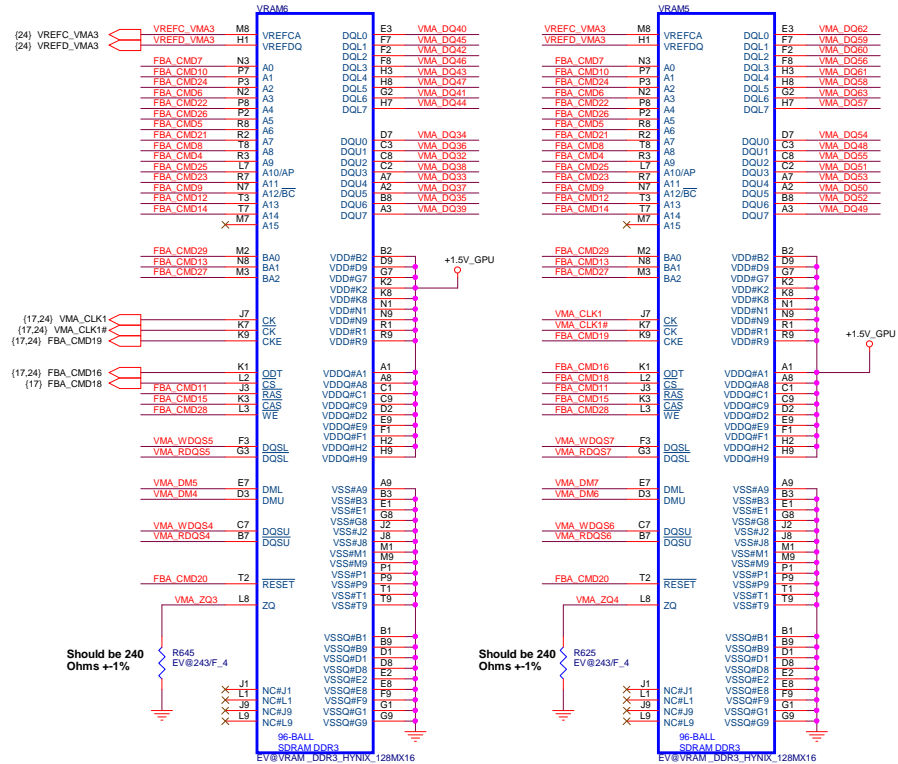 VRAM6
{24} VREFC_VMA3 VREFC_VMA3 M8 VREFCA
{24} VREFD_VMA3 VREFD_VMA3 H1 VREFDQ
FBA_CMD7 N3 A0
FBA_CMD10 P7 A1
FBA_CMD24 P3 A2
FBA_CMD6 N2 A3
FBA_CMD22 P8 A4
FBA_CMD26 P2 A5
FBA_CMD5 R8 A6
FBA_CMD21 R2 A7
FBA_CMD8 T8 A8
FBA_CMD4 R3 A9
FBA_CMD25 L7 A10/AP
FBA_CMD23 R7 A11
FBA_CMD9 N7 A12/BC
FBA_CMD12 T3 A13
FBA_CMD14 T7 A14
M7 A15
FBA_CMD29 M2 BA0
FBA_CMD13 N8 BA1
FBA_CMD27 M3 BA2
{17,24} VMA_CLK1 J7 CK
{17,24} VMA_CLK1# K7 CK
{17,24} FBA_CMD19 K9 CKE
{17,24} FBA_CMD16 K1 ODT
{17} FBA_CMD18 L2 CS
FBA_CMD11 J3 RAS
FBA_CMD15 K3 CAS
FBA_CMD28 L3 WE
VMA_WDQS5 F3 DQSL
VMA_RDQS5 G3 DQSL
VMA_DM5 E7 DML
VMA_DM4 D3 DMU
VMA_WDQS4 C7 DQSU
VMA_RDQS4 B7 DQSU
FBA_CMD20 T2 RESET
VMA_ZQ3 L8 ZQ
Should be 240
Ohms +-1%
R645
EV@243/F_4
J1 NC#J1
L1 NC#L1
J9 NC#J9
L9 NC#L9
DQL0 E3 VMA_DQ40
DQL1 F7 VMA_DQ45
DQL2 F2 VMA_DQ42
DQL3 F8 VMA_DQ46
DQL4 H3 VMA_DQ43
DQL5 H8 VMA_DQ47
DQL6 G2 VMA_DQ41
DQL7 H7 VMA_DQ44
DQU0 D7 VMA_DQ34
DQU1 C3 VMA_DQ36
DQU2 C8 VMA_DQ32
DQU3 C2 VMA_DQ38
DQU4 A7 VMA_DQ33
DQU5 A2 VMA_DQ37
DQU6 B8 VMA_DQ35
DQU7 A3 VMA_DQ39
+1.5V_GPU
VDD#B2 B2
VDD#D9 D9
VDD#G7 G7
VDD#K2 K2
VDD#K8 K8
VDD#N1 N1
VDD#N9 N9
VDD#R1 R1
VDD#R9 R9
VDDQ#A1 A1
VDDQ#A8 A8
VDDQ#C1 C1
VDDQ#C9 C9
VDDQ#D2 D2
VDDQ#E9 E9
VDDQ#F1 F1
VDDQ#H2 H2
VDDQ#H9 H9
VSS#A9 A9
VSS#B3 B3
VSS#E1 E1
VSS#G8 G8
VSS#J2 J2
VSS#J8 J8
VSS#M1 M1
VSS#M9 M9
VSS#P1 P1
VSS#P9 P9
VSS#T1 T1
VSS#T9 T9
VSSQ#B1 B1
VSSQ#B9 B9
VSSQ#D1 D1
VSSQ#D8 D8
VSSQ#E2 E2
VSSQ#E8 E8
VSSQ#F9 F9
VSSQ#G1 G1
VSSQ#G9 G9
96-BALL
SDRAM DDR3
EV@VRAM _DDR3_HYNIX_128MX16
VRAM5
VREFC_VMA3 M8 VREFCA
VREFD_VMA3 H1 VREFDQ
FBA_CMD7 N3 A0
FBA_CMD10 P7 A1
FBA_CMD24 P3 A2
FBA_CMD6 N2 A3
FBA_CMD22 P8 A4
FBA_CMD26 P2 A5
FBA_CMD5 R8 A6
FBA_CMD21 R2 A7
FBA_CMD8 T8 A8
FBA_CMD4 R3 A9
FBA_CMD25 L7 A10/AP
FBA_CMD23 R7 A11
FBA_CMD9 N7 A12/BC
FBA_CMD12 T3 A13
FBA_CMD14 T7 A14
M7 A15
FBA_CMD29 M2 BA0
FBA_CMD13 N8 BA1
FBA_CMD27 M3 BA2
VMA_CLK1 J7 CK
VMA_CLK1# K7 CK
FBA_CMD19 K9 CKE
FBA_CMD16 K1 ODT
FBA_CMD18 L2 CS
FBA_CMD11 J3 RAS
FBA_CMD15 K3 CAS
FBA_CMD28 L3 WE
VMA_WDQS7 F3 DQSL
VMA_RDQS7 G3 DQSL
VMA_DM7 E7 DML
VMA_DM6 D3 DMU
VMA_WDQS6 C7 DQSU
VMA_RDQS6 B7 DQSU
FBA_CMD20 T2 RESET
VMA_ZQ4 L8 ZQ
Should be 240
Ohms +-1%
R625
EV@243/F_4
J1 NC#J1
L1 NC#L1
J9 NC#J9
L9 NC#L9
DQL0 E3 VMA_DQ62
DQL1 F7 VMA_DQ59
DQL2 F2 VMA_DQ60
DQL3 F8 VMA_DQ56
DQL4 H3 VMA_DQ61
DQL5 H8 VMA_DQ58
DQL6 G2 VMA_DQ63
DQL7 H7 VMA_DQ57
DQU0 D7 VMA_DQ54
DQU1 C3 VMA_DQ48
DQU2 C8 VMA_DQ55
DQU3 C2 VMA_DQ51
DQU4 A7 VMA_DQ53
DQU5 A2 VMA_DQ50
DQU6 B8 VMA_DQ52
DQU7 A3 VMA_DQ49
VDD#B2 B2
VDD#D9 D9
VDD#G7 G7
VDD#K2 K2
VDD#K8 K8
VDD#N1 N1
VDD#N9 N9
VDD#R1 R1
VDD#R9 R9
+1.5V_GPU
VDDQ#A1 A1
VDDQ#A8 A8
VDDQ#C1 C1
VDDQ#C9 C9
VDDQ#D2 D2
VDDQ#E9 E9
VDDQ#F1 F1
VDDQ#H2 H2
VDDQ#H9 H9
VSS#A9 A9
VSS#B3 B3
VSS#E1 E1
VSS#G8 G8
VSS#J2 J2
VSS#J8 J8
VSS#M1 M1
VSS#M9 M9
VSS#P1 P1
VSS#P9 P9
VSS#T1 T1
VSS#T9 T9
VSSQ#B1 B1
VSSQ#B9 B9
VSSQ#D1 D1
VSSQ#D8 D8
VSSQ#E2 E2
VSSQ#E8 E8
VSSQ#F9 F9
VSSQ#G1 G1
VSSQ#G9 G9
96-BALL
SDRAM DDR3
EV@VRAM _DDR3_HYNIX_128MX16